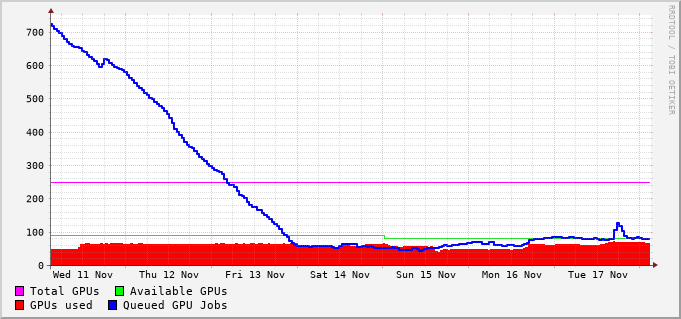 RRDTOOL / TOBI OETIKER
700
600
500
400
300
200
100
0
Wed 11 Nov Thu 12 Nov Fri 13 Nov Sat 14 Nov Sun 15 Nov Mon 16 Nov Tue 17 Nov
Total GPUs Available GPUs
GPUs used Queued GPU Jobs